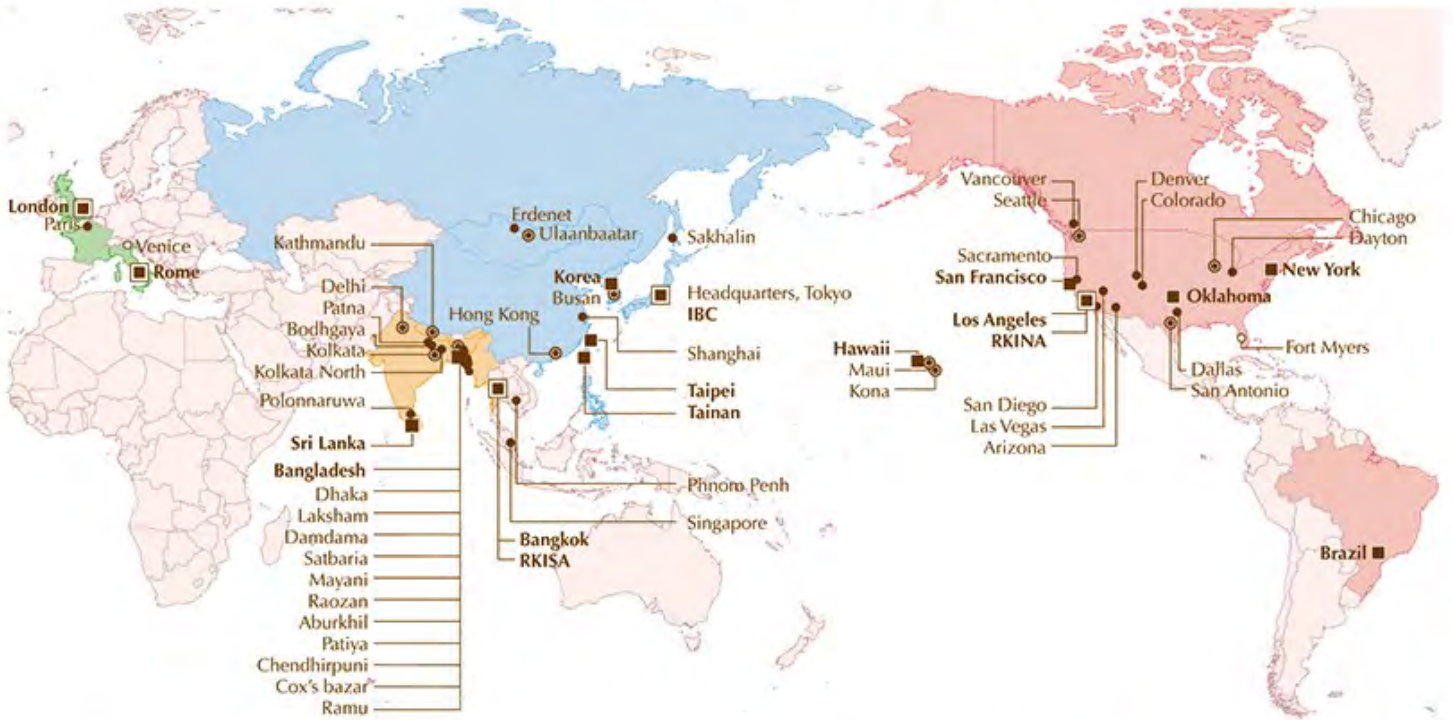 London
Paris
Venice
Rome
Kathmandu
Delhi
Patna
Bodhgaya
Kolkata
Kolkata North
Polonnaruwa
Sri Lanka
Bangladesh
Dhaka
Laksham
Damdama
Satbaria
Mayani
Raozan
Aburkhil
Patiya
Chendhirpuni
Cox's bazar
Ramu
Erdenet
Ulaanbaatar
Sakhalin
Korea
Busan
Headquarters, Tokyo
IBC
Hong Kong
Shanghai
Taipei
Tainan
Phnom Penh
Singapore
Bangkok
RKISA
Vancouver
Seattle
Sacramento
San Francisco
Los Angeles
RKINA
Hawaii
Maui
Kona
San Diego
Las Vegas
Arizona
Denver
Colorado
Chicago
Dayton
New York
Oklahoma
Fort Myers
Dallas
San Antonio
Brazil